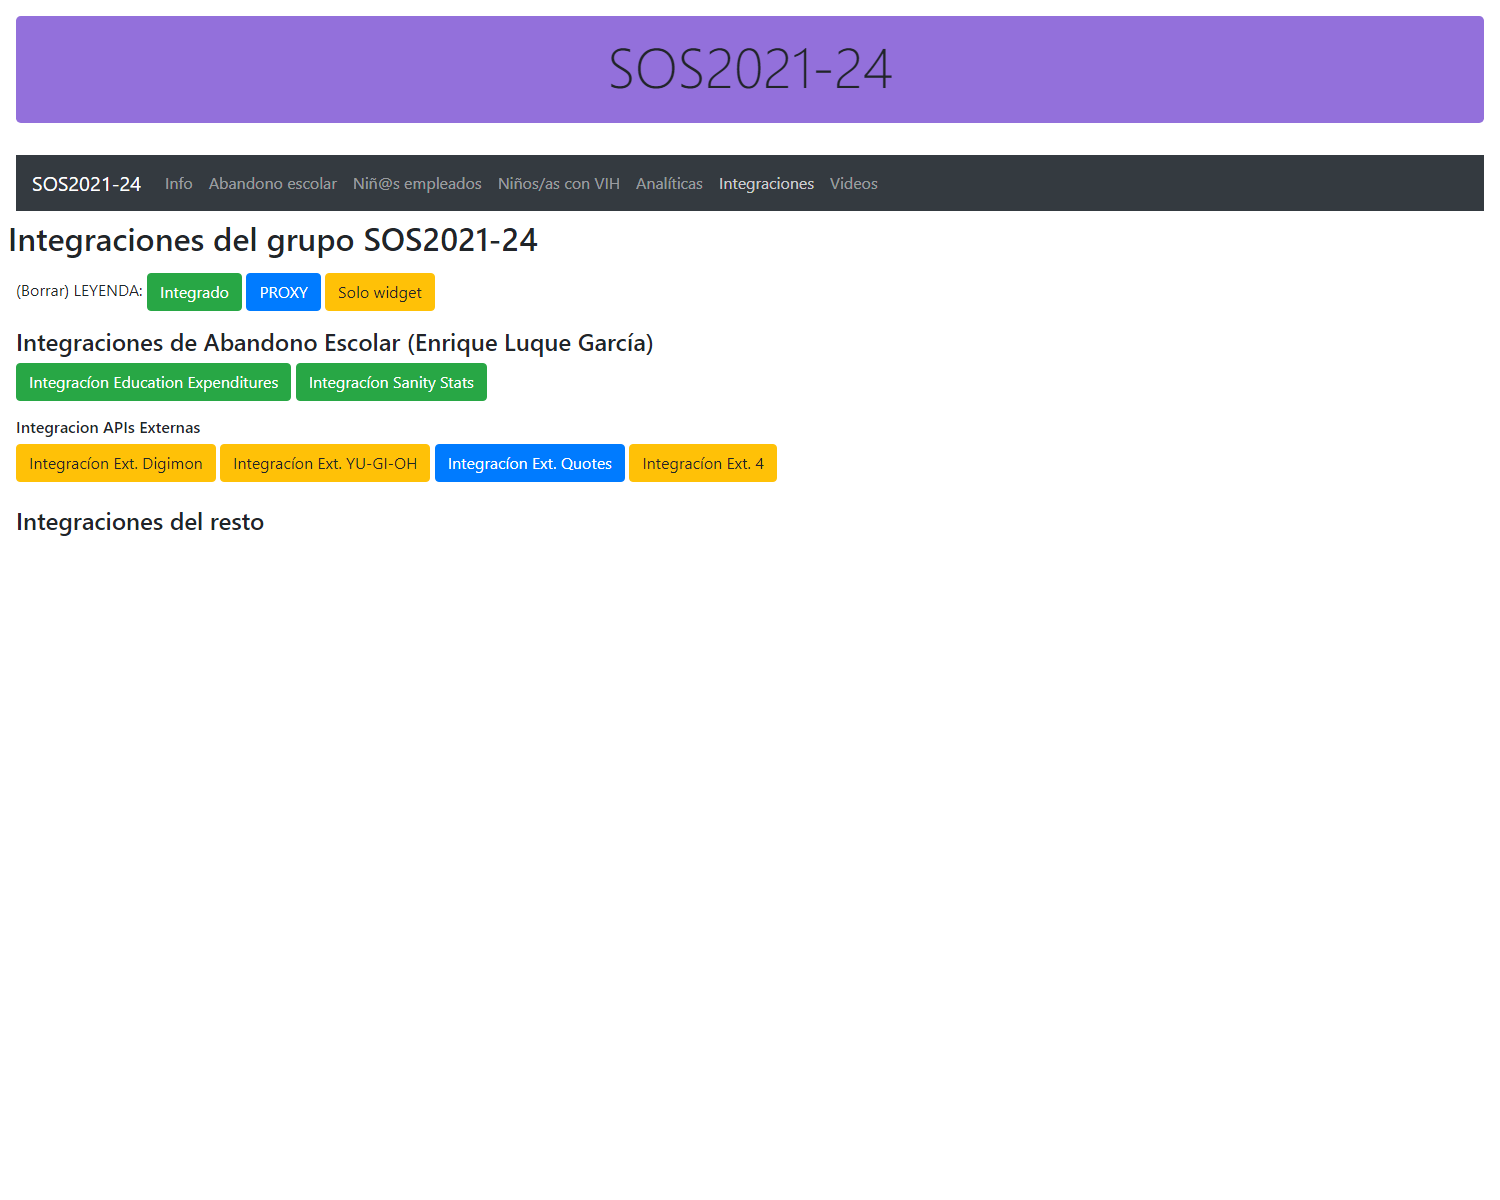 SOS2021-24
SOS2021-24 Info Abandono escolar Niñ@s empleados Niños/as con VIH Analíticas Integraciones Videos
Integraciones del grupo SOS2021-24
(Borrar) LEYENDA: Integrado PROXY Solo widget
Integraciones de Abandono Escolar (Enrique Luque García)
Integracíon Education Expenditures Integracíon Sanity Stats
Integracion APIs Externas
Integracíon Ext. Digimon Integracíon Ext. YU-GI-OH Integracíon Ext. Quotes Integracíon Ext. 4
Integraciones del resto